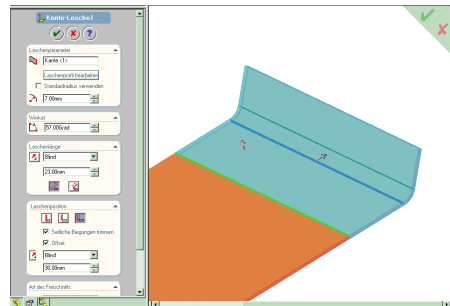 Kante-Lasche1
Laschenparameter
Kante <1>
Laschenprofil bearbeiten
Standardradius verwenden
7.00mm
Winkel
57.00Grad
Laschenlänge
Blind
23.00mm
Laschenposition
Seitliche Biegungen trimmen
Offset
Blind
30.00mm
Art des Freischnitts